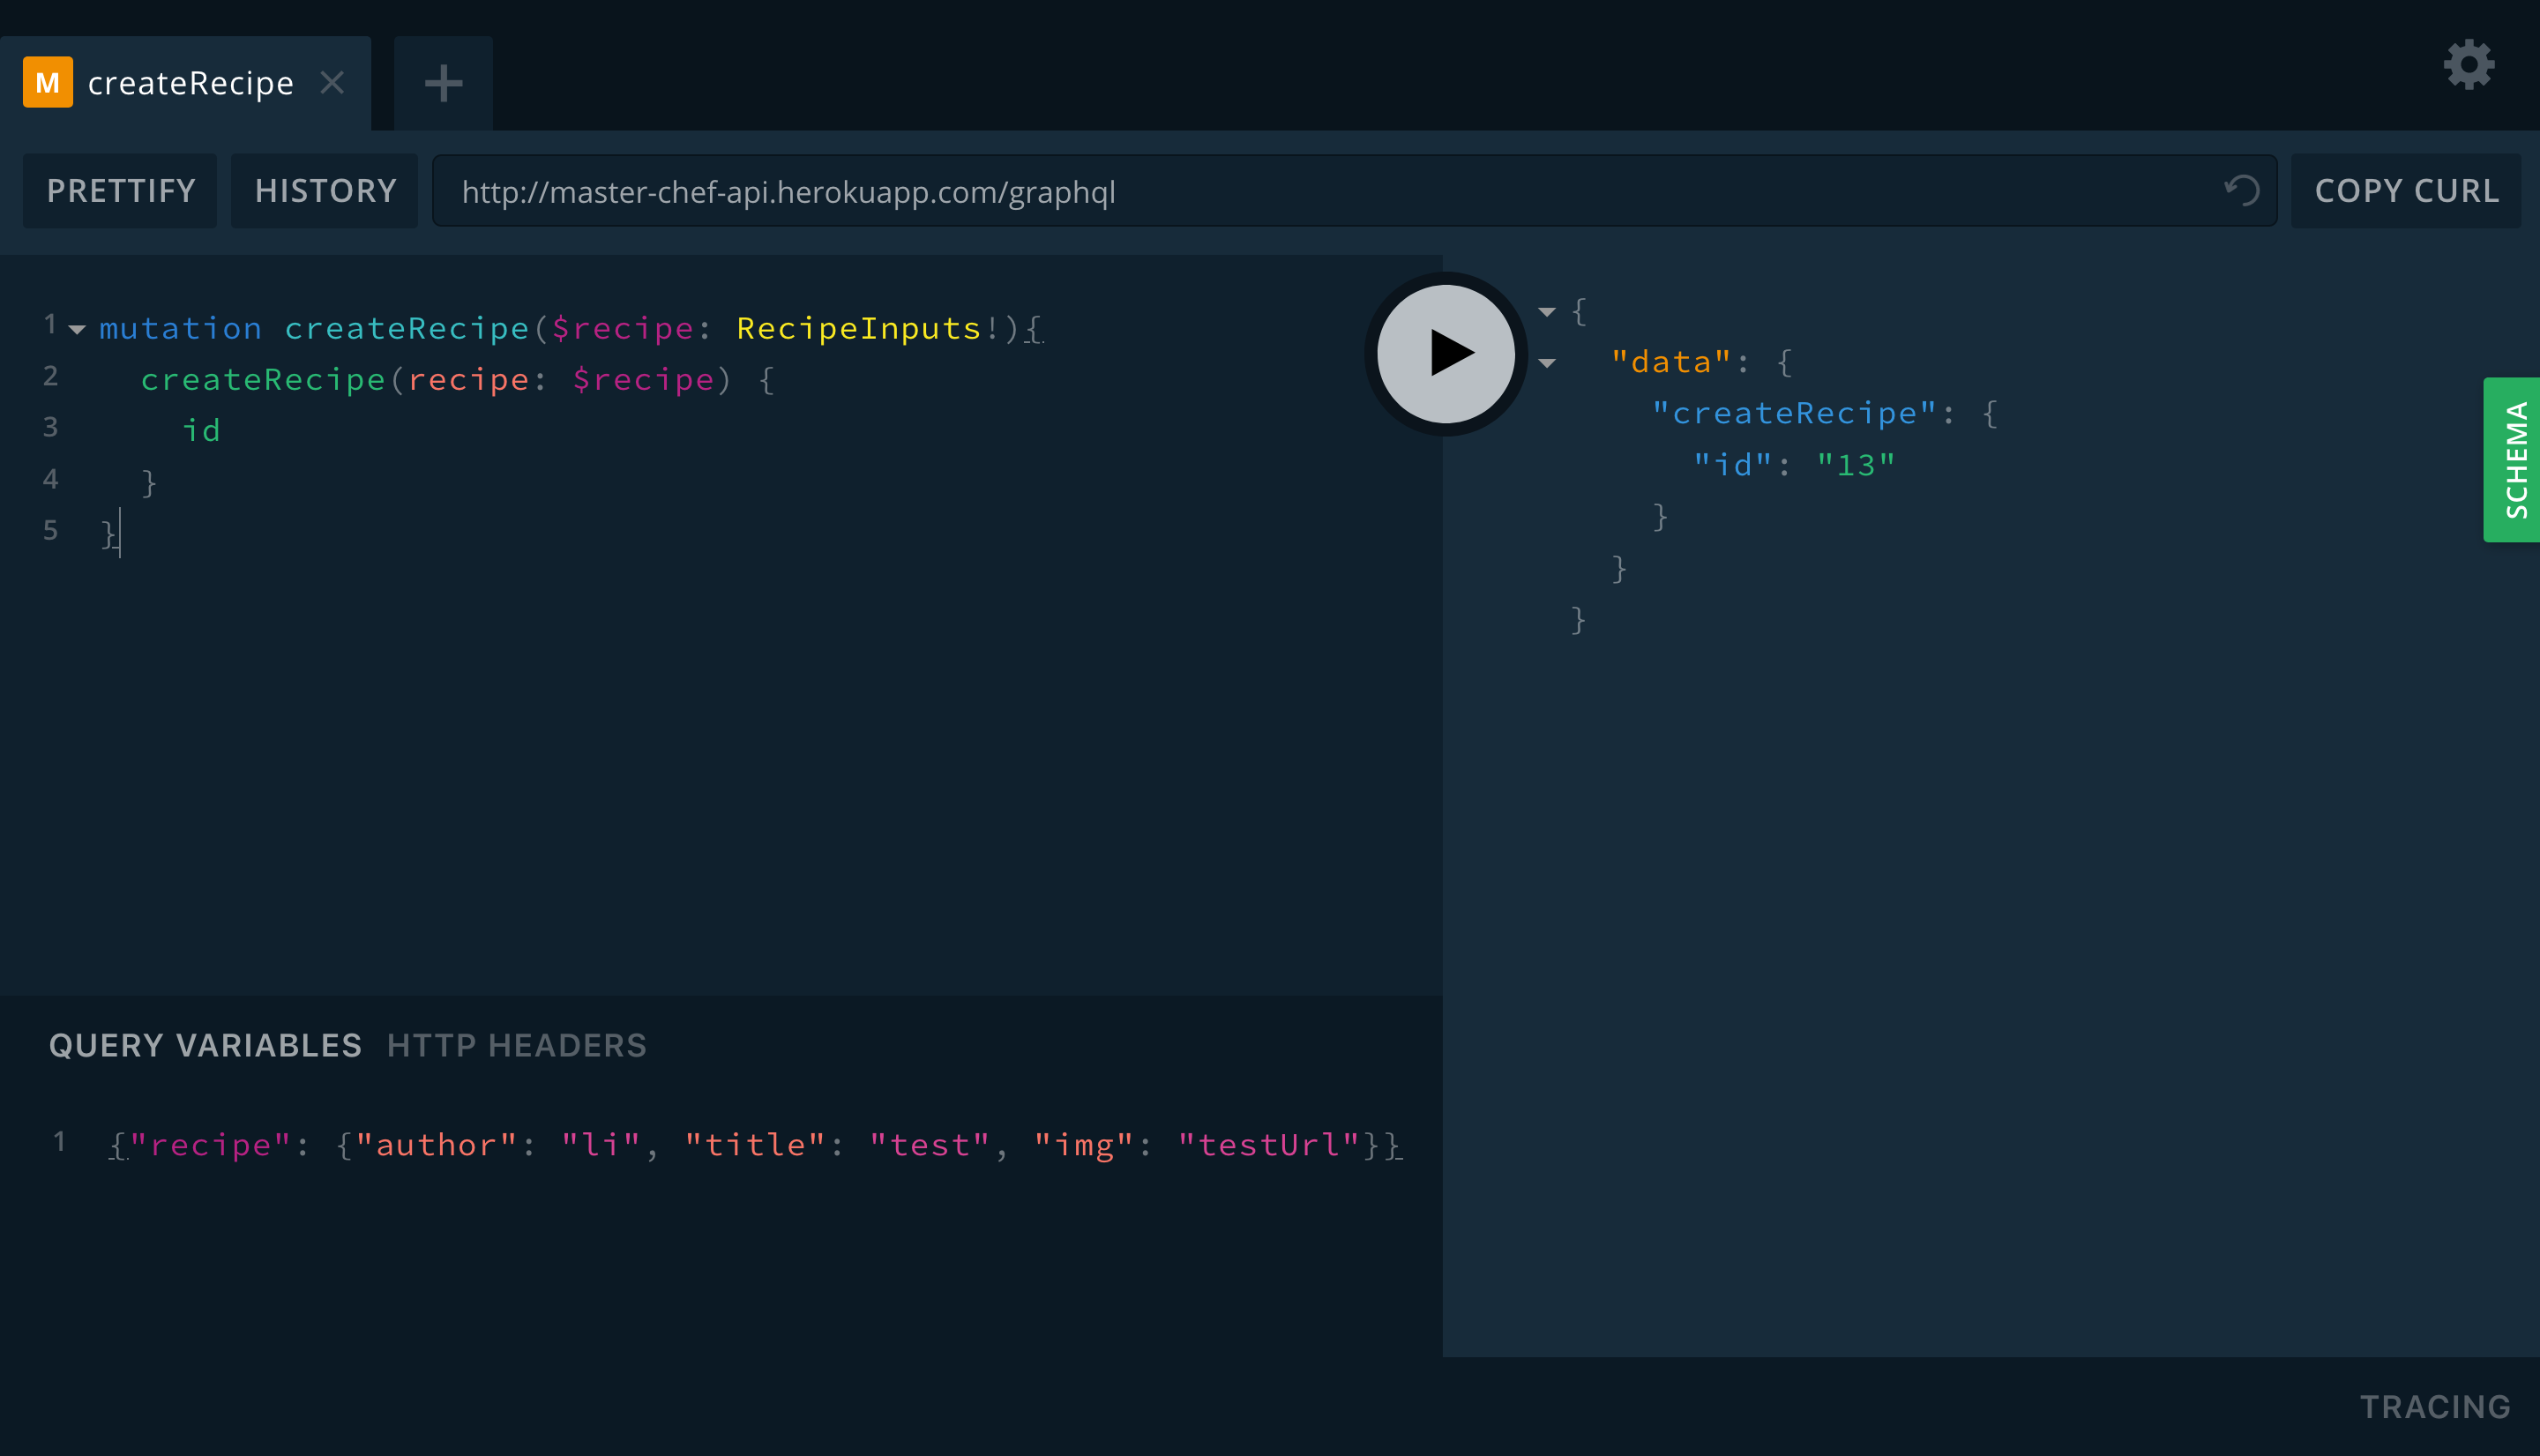 M createRecipe
PRETTIFY HISTORY http://master-chef-api.herokuapp.com/graphql COPY CURL
1 mutation createRecipe($recipe: RecipeInputs!){
2 createRecipe(recipe: $recipe) {
3 id
4 }
5 }
{
"data": {
"createRecipe": {
"id": "13"
}
}
}
SCHEMA
QUERY VARIABLES HTTP HEADERS
1 {"recipe": {"author": "li", "title": "test", "img": "testUrl"}}
TRACING